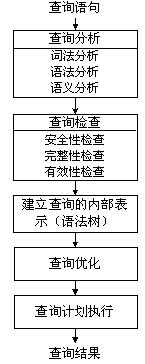 查询语句
查询分析
词法分析
语法分析
语义分析
查询检查
安全性检查
完整性检查
有效性检查
建立查询的内部表
示（语法树）
查询优化
查询计划执行
查询结果